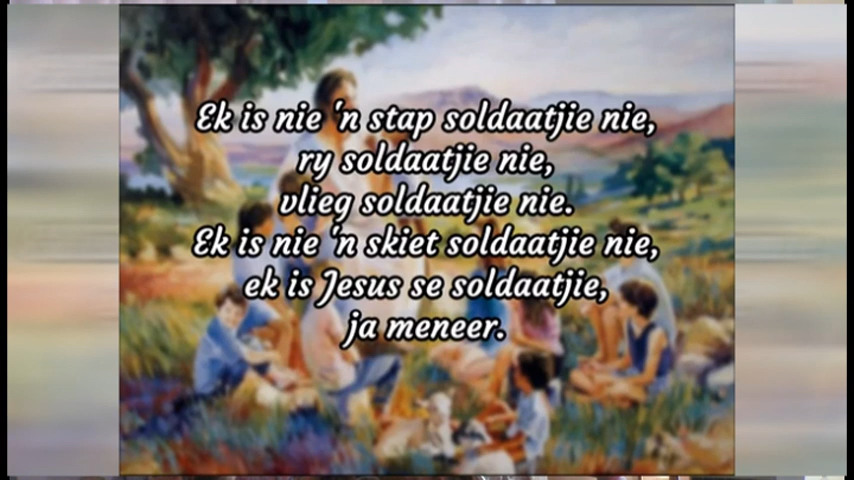 Ek is nie 'n stap soldaatjie nie,
ry soldaatjie nie,
vlieg soldaatjie nie.
Ek is nie 'n skiet soldaatjie nie,
ek is Jesus se soldaatjie,
ja meneer.